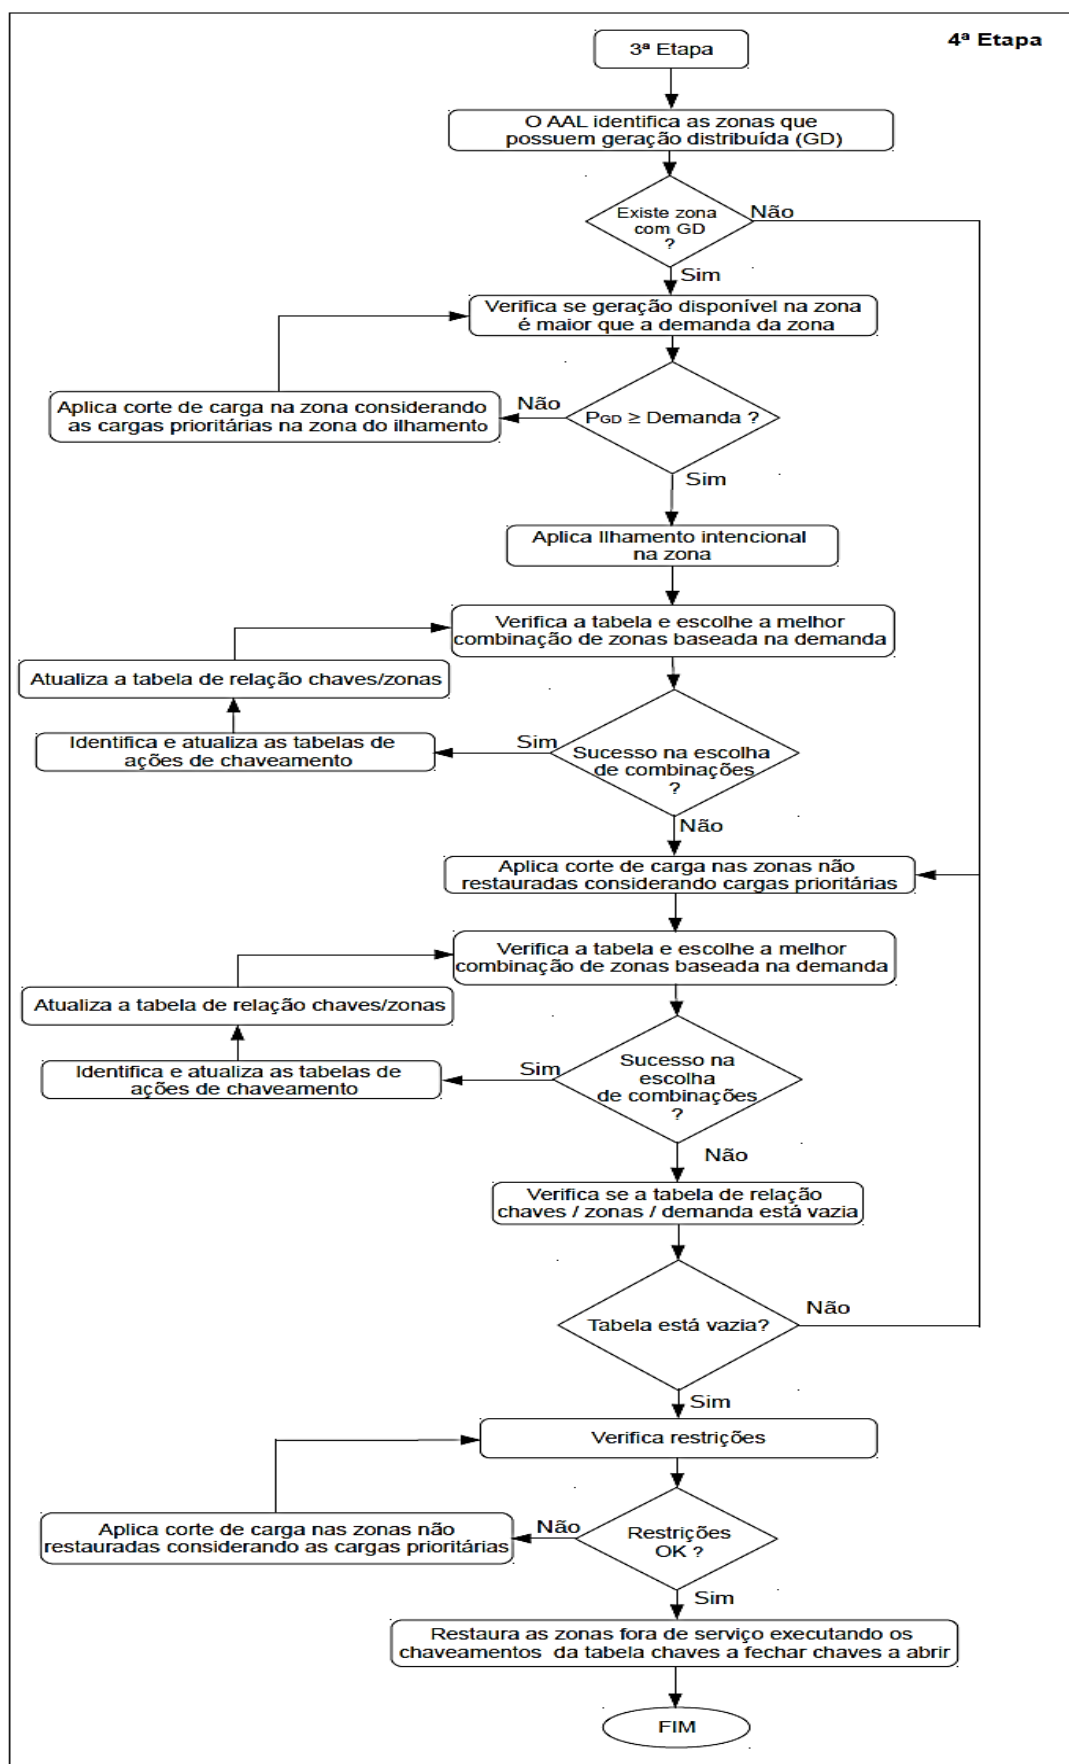 4ª Etapa
3ª Etapa
O AAL identifica as zonas que
possuem geração distribuída (GD)
Existe zona
com GD
?
Não
Sim
Verifica se geração disponível na zona
é maior que a demanda da zona
Aplica corte de carga na zona considerando
as cargas prioritárias na zona do ilhamento
Não
PGD ≥ Demanda ?
Sim
Aplica Ilhamento intencional
na zona
Verifica a tabela e escolhe a melhor
combinação de zonas baseada na demanda
Atualiza a tabela de relação chaves/zonas
Identifica e atualiza as tabelas de
ações de chaveamento
Sim
Sucesso na escolha
de combinações
?
Não
Aplica corte de carga nas zonas não
restauradas considerando cargas prioritárias
Verifica a tabela e escolhe a melhor
combinação de zonas baseada na demanda
Atualiza a tabela de relação chaves/zonas
Identifica e atualiza as tabelas de
ações de chaveamento
Sim
Sucesso na
escolha
de combinações
?
Não
Verifica se a tabela de relação
chaves / zonas / demanda está vazia
Tabela está vazia?
Não
Sim
Verifica restrições
Aplica corte de carga nas zonas não
restauradas considerando as cargas prioritárias
Não
Restrições
OK ?
Sim
Restaura as zonas fora de serviço executando os
chaveamentos da tabela chaves a fechar chaves a abrir
FIM